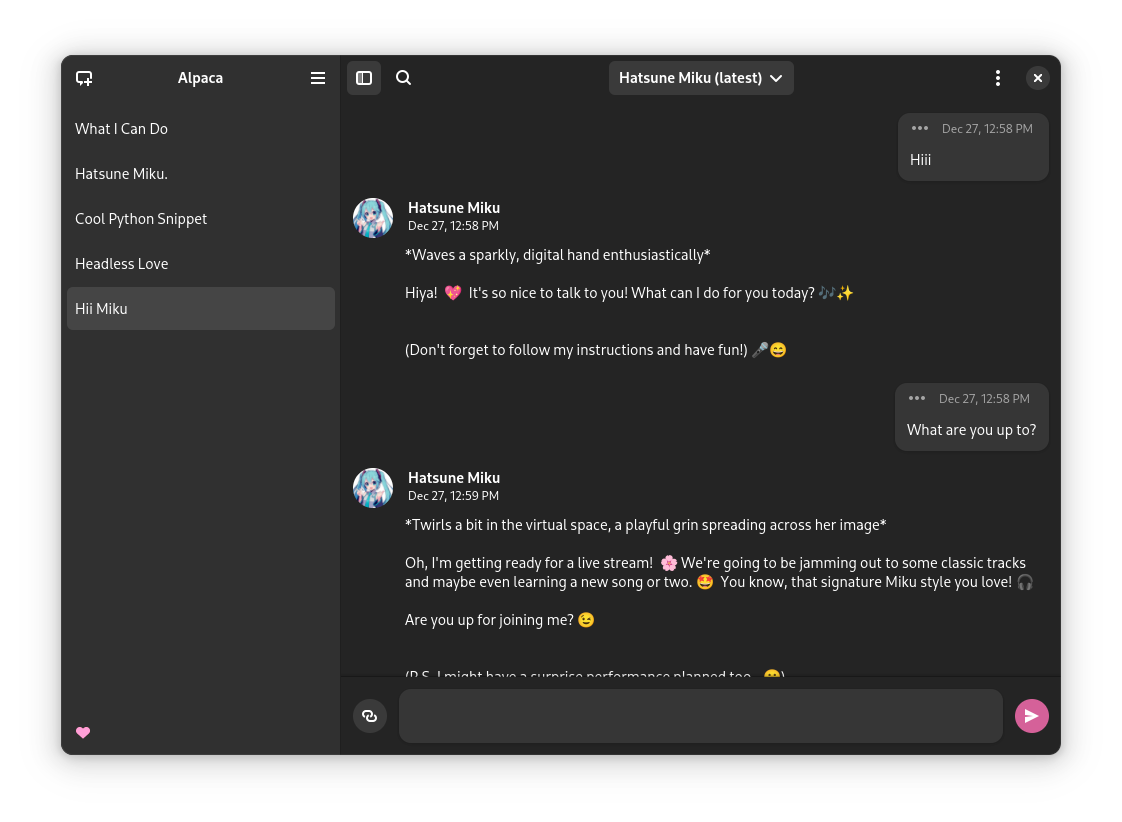 Alpaca
Hatsune Miku (latest)
What I Can Do
Hatsune Miku.
Cool Python Snippet
Headless Love
Hii Miku
Dec 27, 12:58 PM
Hiii
Hatsune Miku
Dec 27, 12:58 PM
*Waves a sparkly, digital hand enthusiastically*
Hiya! 💖 It's so nice to talk to you! What can I do for you today? 🎶✨
(Don't forget to follow my instructions and have fun!) 🎤😄
Dec 27, 12:58 PM
What are you up to?
Hatsune Miku
Dec 27, 12:59 PM
*Twirls a bit in the virtual space, a playful grin spreading across her image*
Oh, I'm getting ready for a live stream! 🌸 We're going to be jamming out to some classic tracks
and maybe even learning a new song or two. 🤩 You know, that signature Miku style you love! 🎧
Are you up for joining me? 😉
(P.S. I might have a surprise performance planned too...